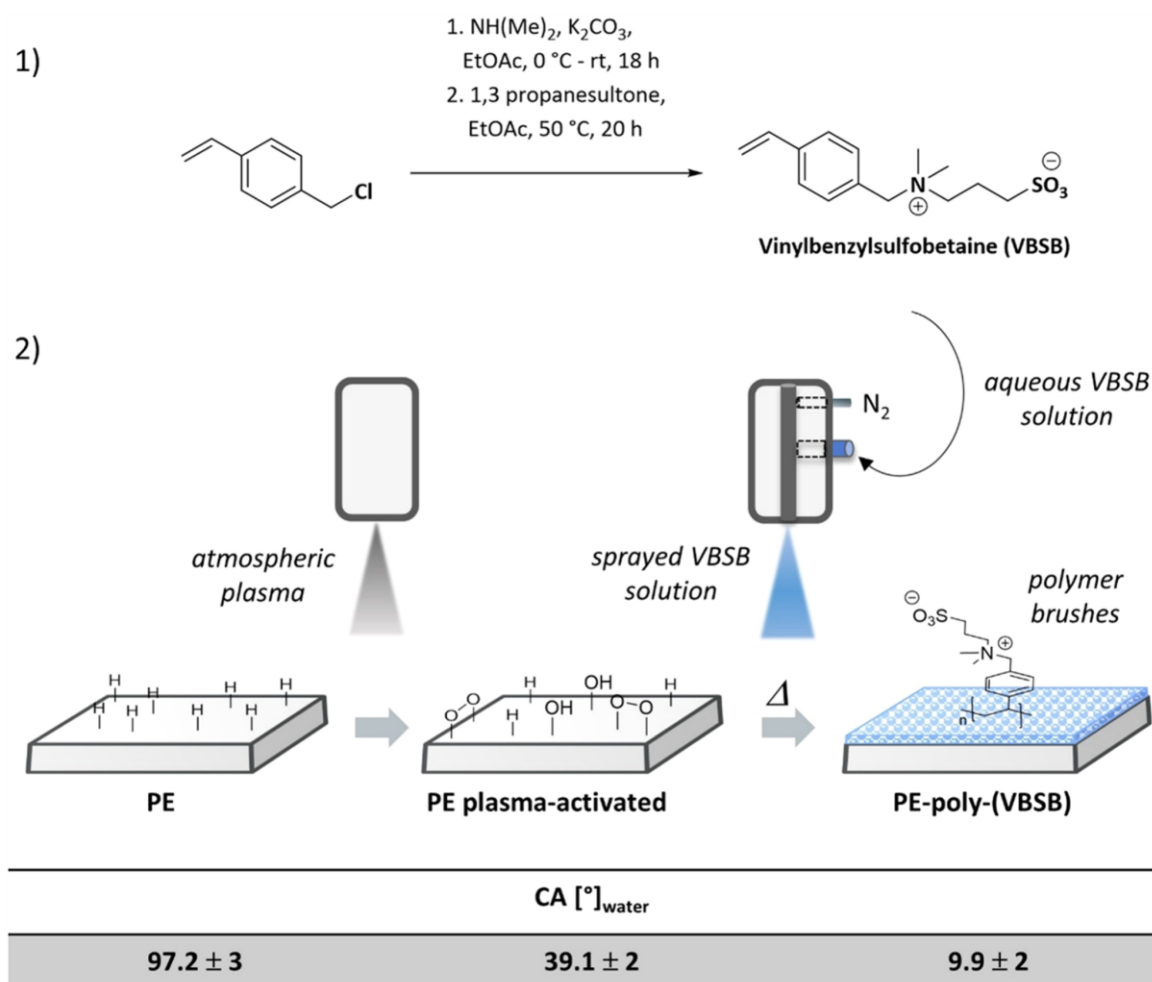 1)
1. NH(Me)₂, K₂CO₃,
EtOAc, 0 °C - rt, 18 h
2. 1,3 propanesultone,
EtOAc, 50 °C, 20 h
Cl
N
⊕
⊖
SO₃
Vinylbenzylsulfobetaine (VBSB)
2)
atmospheric
plasma
N₂
aqueous VBSB
solution
sprayed VBSB
solution
polymer
brushes
⊖
O₃S
N
⊕
n
H
H
H
H
H
H
H
H
O
O
H
H
OH
OH
O
O
H
Δ
PE
PE plasma-activated
PE-poly-(VBSB)
CA [°]water
97.2 ± 3
39.1 ± 2
9.9 ± 2